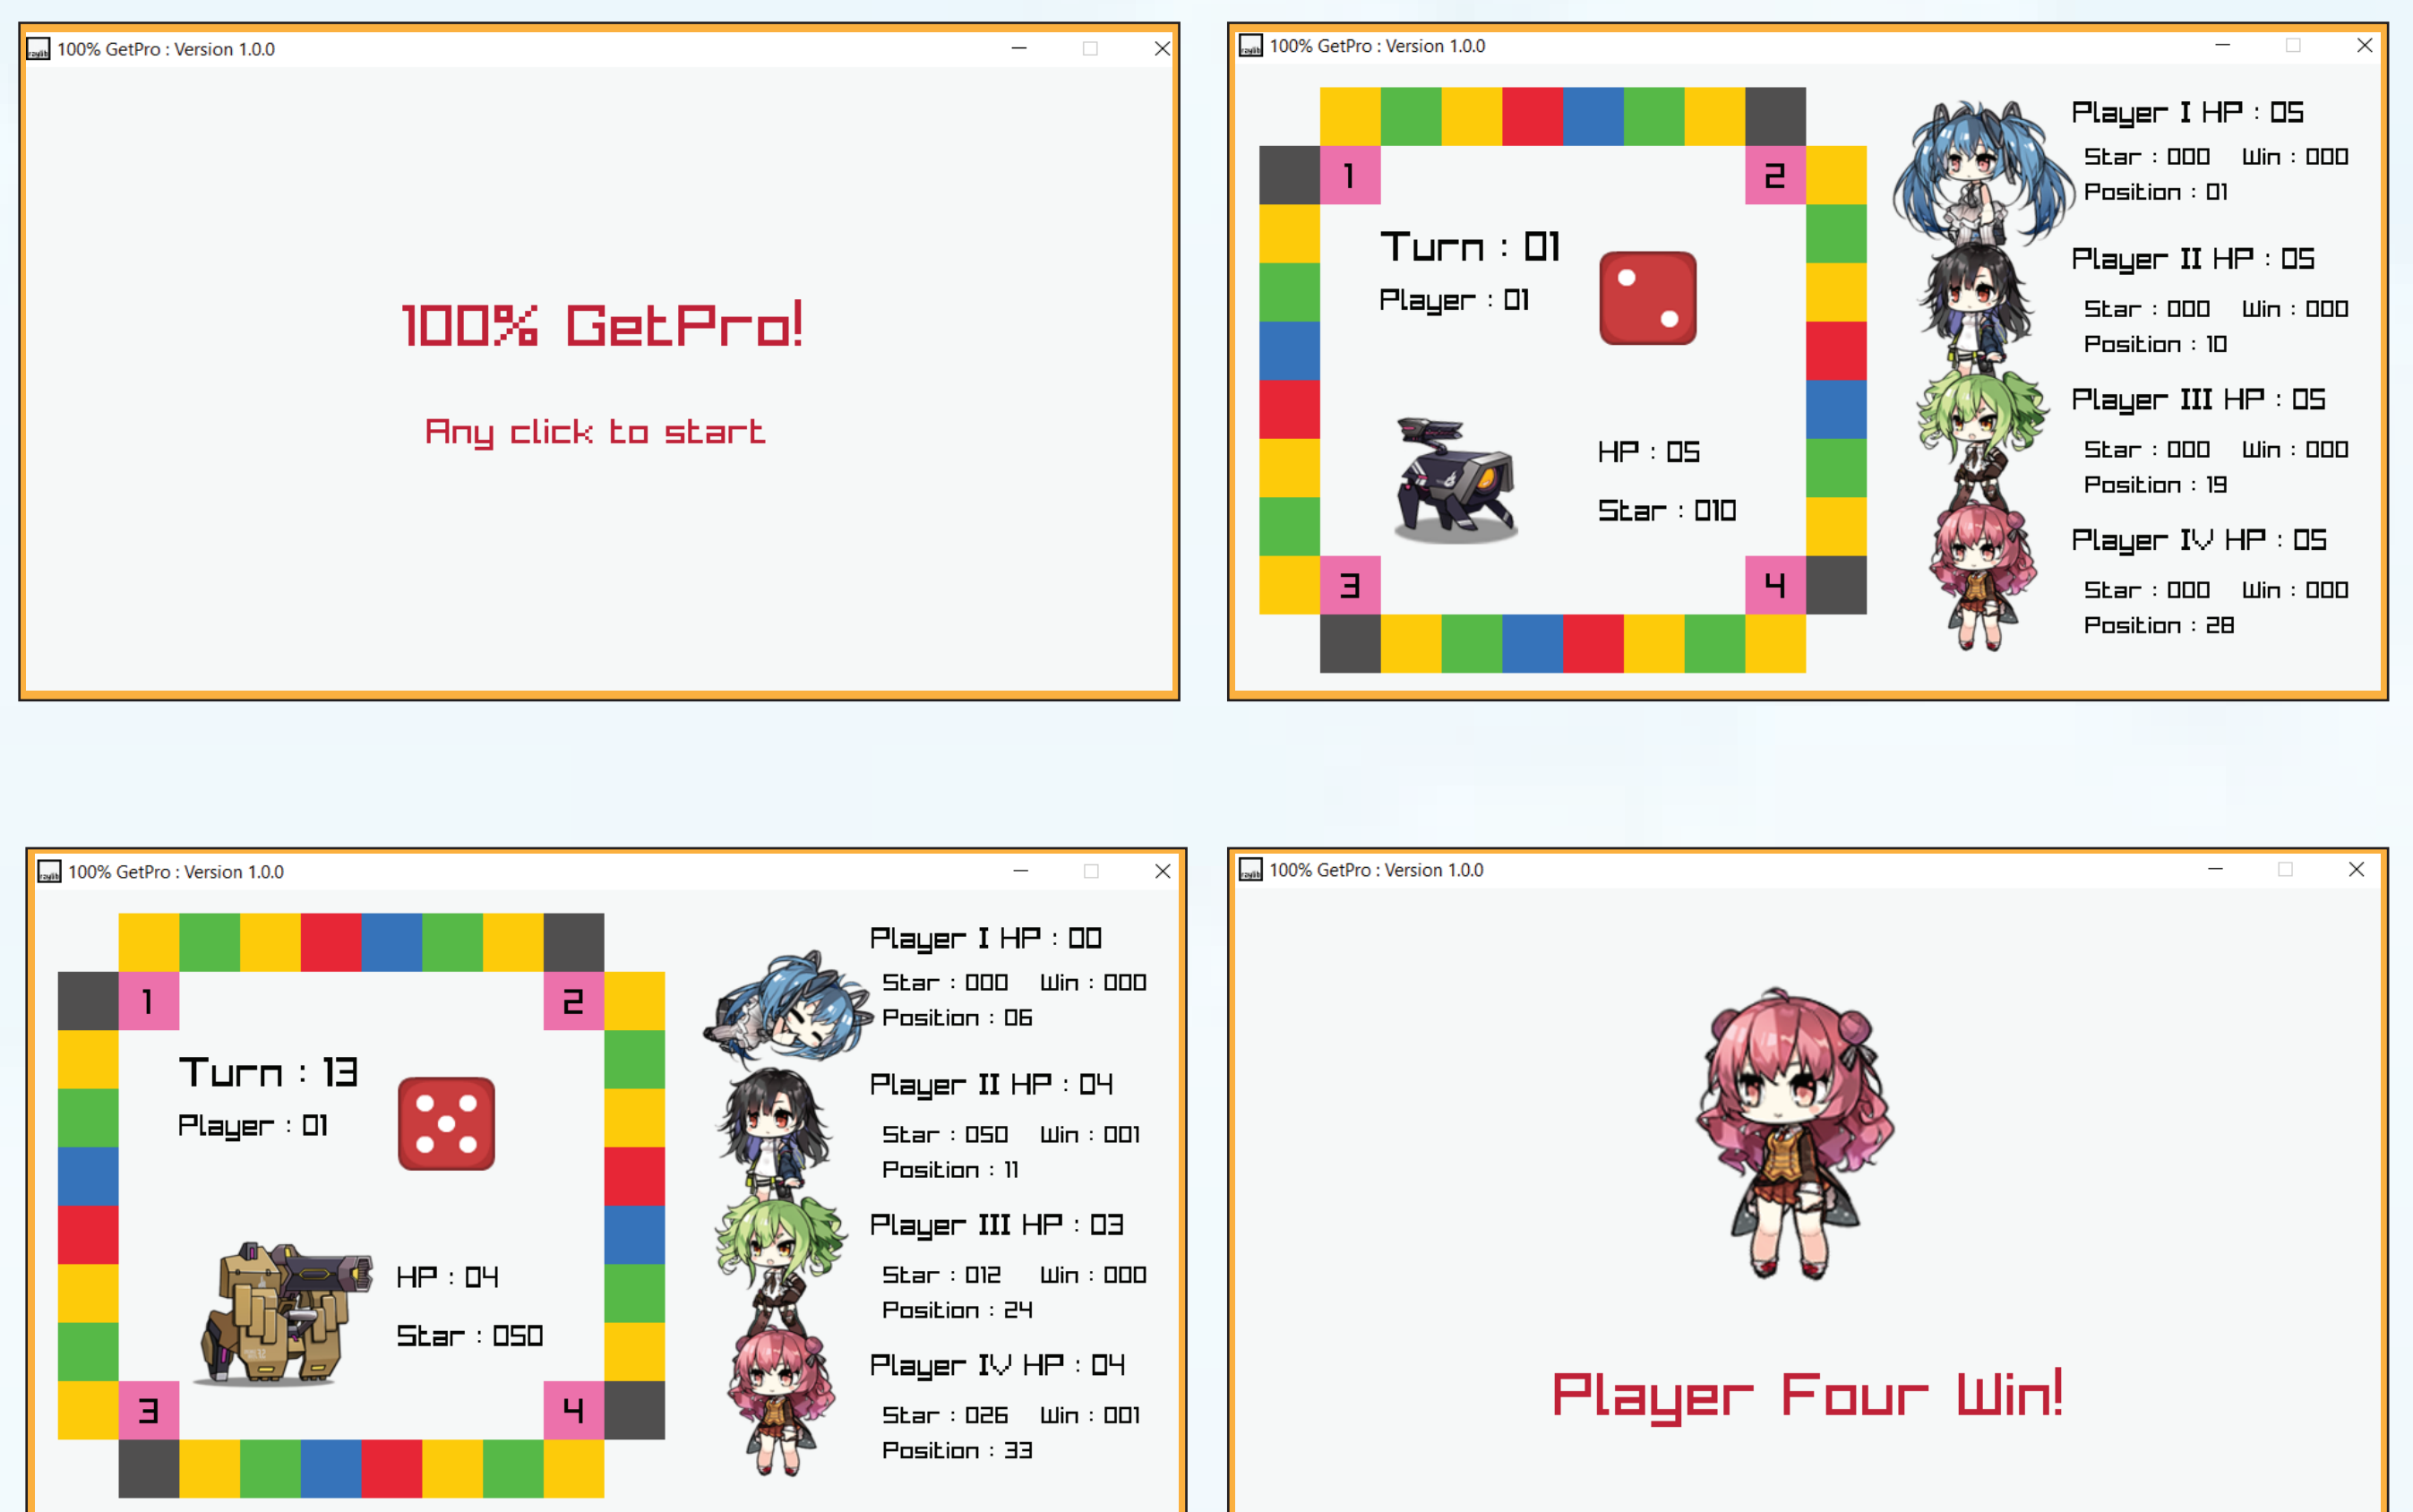 100% GetPro : Version 1.0.0
100% GetPro!
Any click to start
100% GetPro : Version 1.0.0
1
2
Turn : 01
Player : 01
HP : 05
Star : 010
3
4
Player I HP : 05
Star : 000 Win : 000
Position : 01
Player II HP : 05
Star : 000 Win : 000
Position : 10
Player III HP : 05
Star : 000 Win : 000
Position : 19
Player IV HP : 05
Star : 000 Win : 000
Position : 28
100% GetPro : Version 1.0.0
1
2
Turn : 13
Player : 01
HP : 04
Star : 050
3
4
Player I HP : 00
Star : 000 Win : 000
Position : 06
Player II HP : 04
Star : 050 Win : 001
Position : 11
Player III HP : 03
Star : 012 Win : 000
Position : 24
Player IV HP : 04
Star : 026 Win : 001
Position : 33
100% GetPro : Version 1.0.0
Player Four Win!